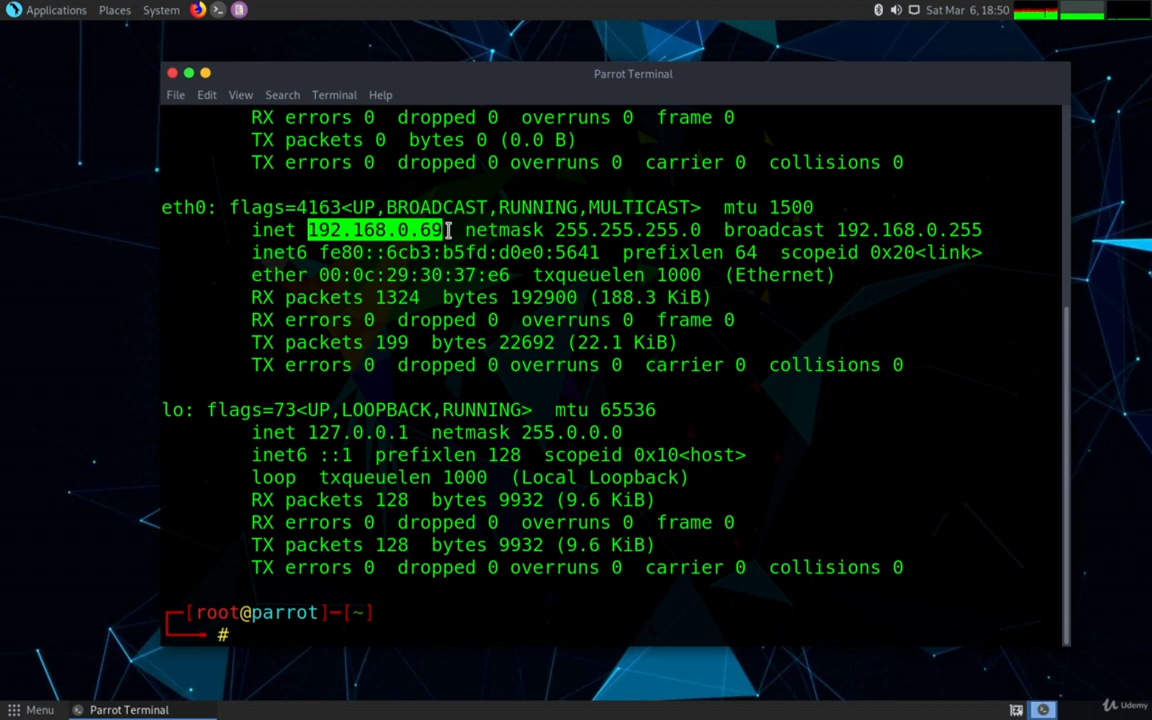 Applications Places System Sat Mar 6, 18:50
Parrot Terminal
File Edit View Search Terminal Help
RX errors 0 dropped 0 overruns 0 frame 0
TX packets 0 bytes 0 (0.0 B)
TX errors 0 dropped 0 overruns 0 carrier 0 collisions 0
eth0: flags=4163<UP,BROADCAST,RUNNING,MULTICAST> mtu 1500
inet 192.168.0.69 netmask 255.255.255.0 broadcast 192.168.0.255
inet6 fe80::6cb3:b5fd:d0e0:5641 prefixlen 64 scopeid 0x20<link>
ether 00:0c:29:30:37:e6 txqueuelen 1000 (Ethernet)
RX packets 1324 bytes 192900 (188.3 KiB)
RX errors 0 dropped 0 overruns 0 frame 0
TX packets 199 bytes 22692 (22.1 KiB)
TX errors 0 dropped 0 overruns 0 carrier 0 collisions 0
lo: flags=73<UP,LOOPBACK,RUNNING> mtu 65536
inet 127.0.0.1 netmask 255.0.0.0
inet6 ::1 prefixlen 128 scopeid 0x10<host>
loop txqueuelen 1000 (Local Loopback)
RX packets 128 bytes 9932 (9.6 KiB)
RX errors 0 dropped 0 overruns 0 frame 0
TX packets 128 bytes 9932 (9.6 KiB)
TX errors 0 dropped 0 overruns 0 carrier 0 collisions 0
[root@parrot]─[~]
#
Menu Parrot Terminal Udemy